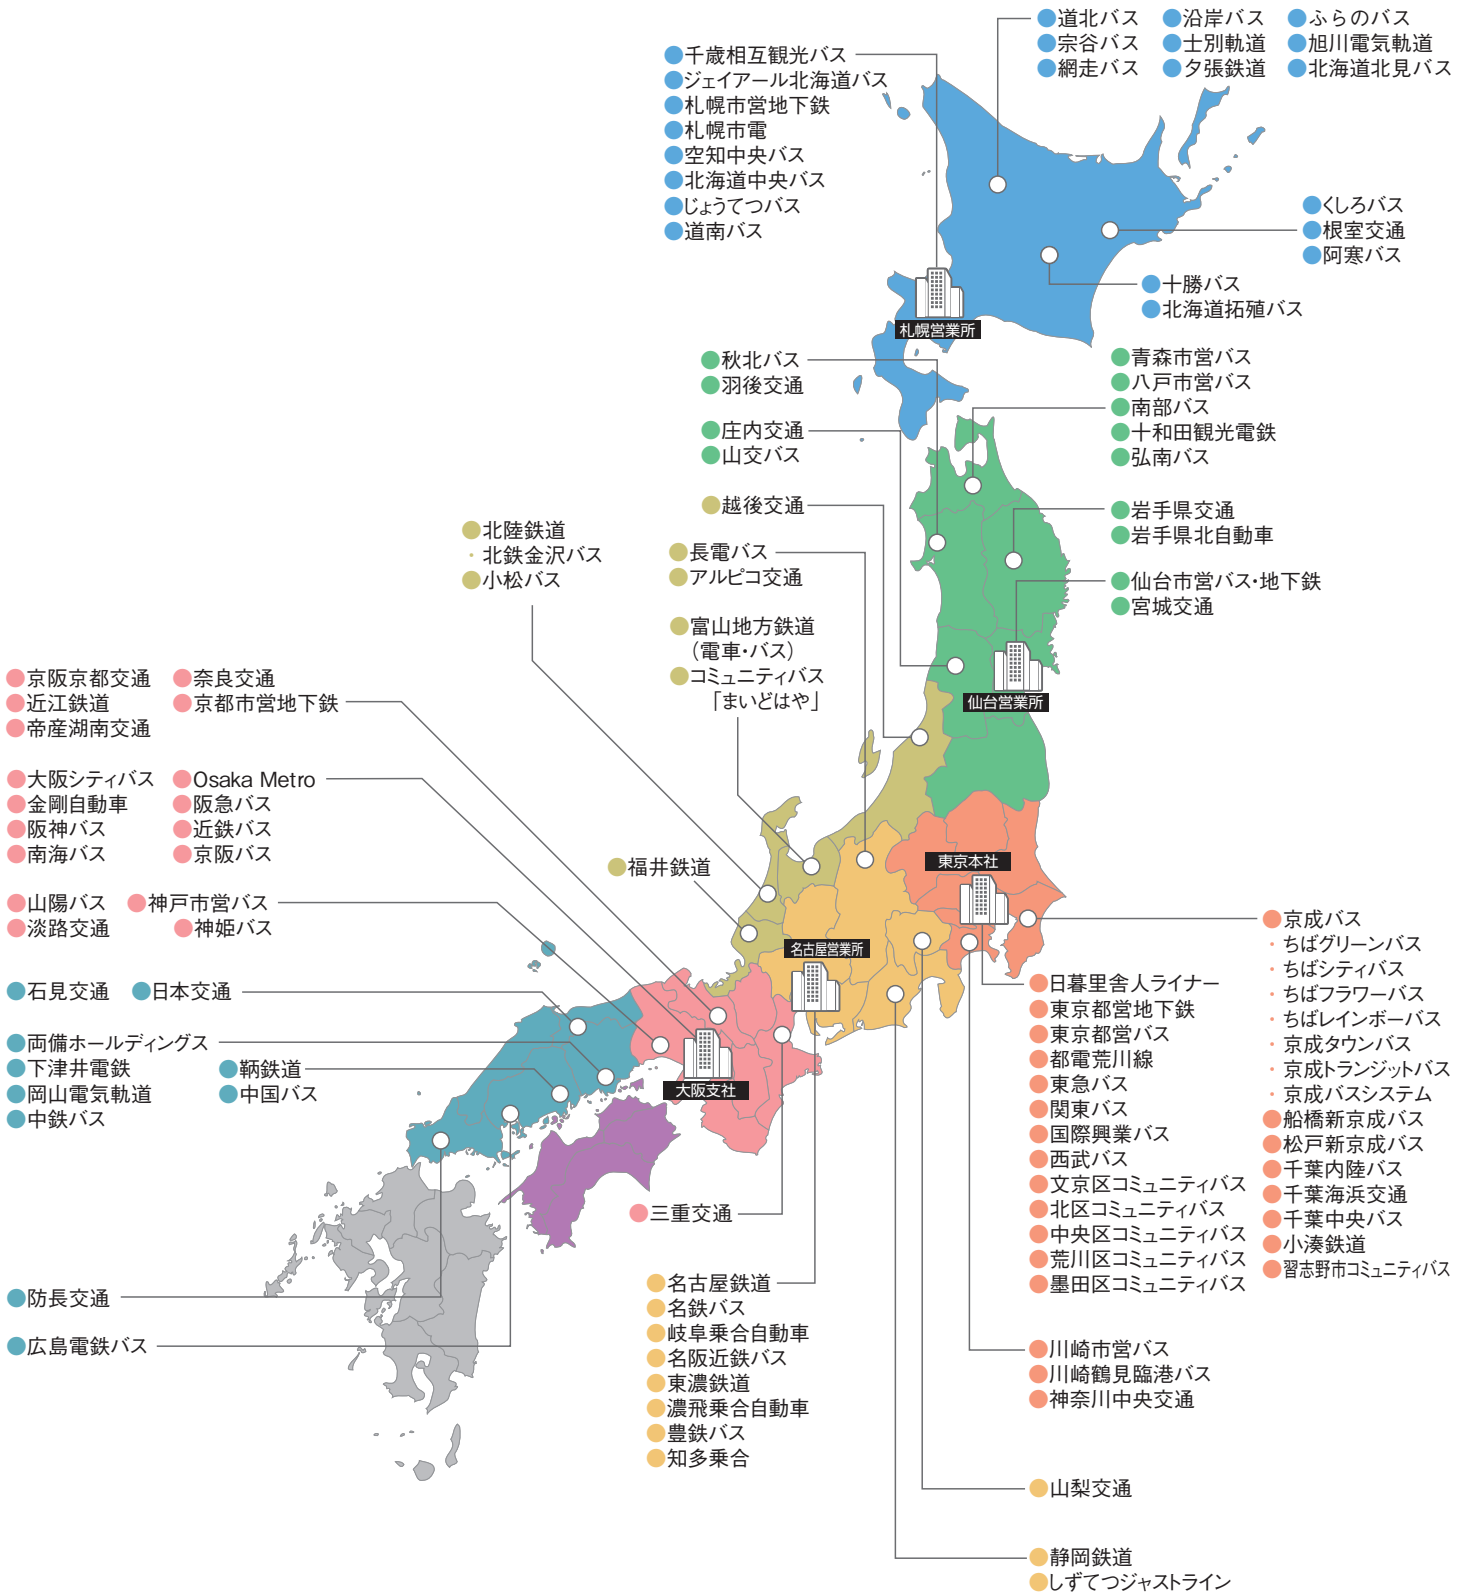 道北バス 沿岸バス ふらのバス
宗谷バス 士別軌道 旭川電気軌道
網走バス 夕張鉄道 北海道北見バス
千歳相互観光バス
ジェイアール北海道バス
札幌市営地下鉄
札幌市電
空知中央バス
北海道中央バス
じょうてつバス
道南バス
くしろバス
根室交通
阿寒バス
十勝バス
北海道拓殖バス
札幌営業所
秋北バス
羽後交通
庄内交通
山交バス
青森市営バス
八戸市営バス
南部バス
十和田観光電鉄
弘南バス
越後交通
岩手県交通
岩手県北自動車
北陸鉄道
・北鉄金沢バス
小松バス
長電バス
アルピコ交通
仙台市営バス・地下鉄
宮城交通
富山地方鉄道
(電車・バス)
コミュニティバス
「まいどはや」
仙台営業所
京阪京都交通 奈良交通
近江鉄道 京都市営地下鉄
帝産湖南交通
大阪シティバス Osaka Metro
金剛自動車 阪急バス
阪神バス 近鉄バス
南海バス 京阪バス
福井鉄道
東京本社
山陽バス 神戸市営バス
淡路交通 神姫バス
名古屋営業所
石見交通 日本交通
両備ホールディングス
下津井電鉄 鞆鉄道
岡山電気軌道 中国バス
中鉄バス
大阪支社
京成バス
・ちばグリーンバス
・ちばシティバス
・ちばフラワーバス
・ちばレインボーバス
・京成タウンバス
・京成トランジットバス
・京成バスシステム
船橋新京成バス
松戸新京成バス
千葉内陸バス
千葉海浜交通
千葉中央バス
小湊鉄道
習志野市コミュニティバス
日暮里舎人ライナー
東京都営地下鉄
東京都営バス
都電荒川線
東急バス
関東バス
国際興業バス
西武バス
文京区コミュニティバス
北区コミュニティバス
中央区コミュニティバス
荒川区コミュニティバス
墨田区コミュニティバス
三重交通
防長交通
広島電鉄バス
名古屋鉄道
名鉄バス
岐阜乗合自動車
名阪近鉄バス
東濃鉄道
濃飛乗合自動車
豊鉄バス
知多乗合
川崎市営バス
川崎鶴見臨港バス
神奈川中央交通
山梨交通
静岡鉄道
しずてつジャストライン